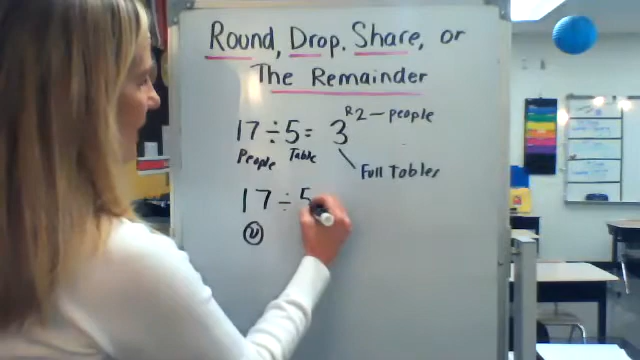 Round, Drop. Share, or
The Remainder
17 ÷ 5 = 3 R2 – people
People Table
Full Tables
17 ÷ 5